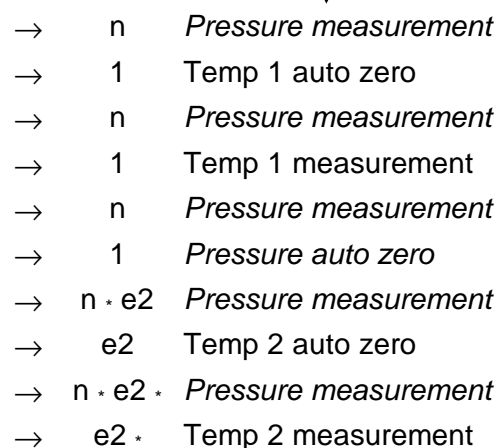 → n Pressure measurement
→ 1 Temp 1 auto zero
→ n Pressure measurement
→ 1 Temp 1 measurement
→ n Pressure measurement
→ 1 Pressure auto zero
→ n * e2 Pressure measurement
→ e2 Temp 2 auto zero
→ n * e2 * Pressure measurement
→ e2 * Temp 2 measurement